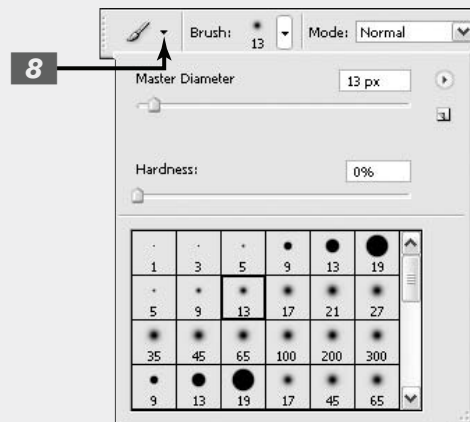 Brush: 13 Mode: Normal
8
Master Diameter 13 px
Hardness: 0%
1 3 5 9 13 19
5 9 13 17 21 27
35 45 65 100 200 300
9 13 19 17 45 65